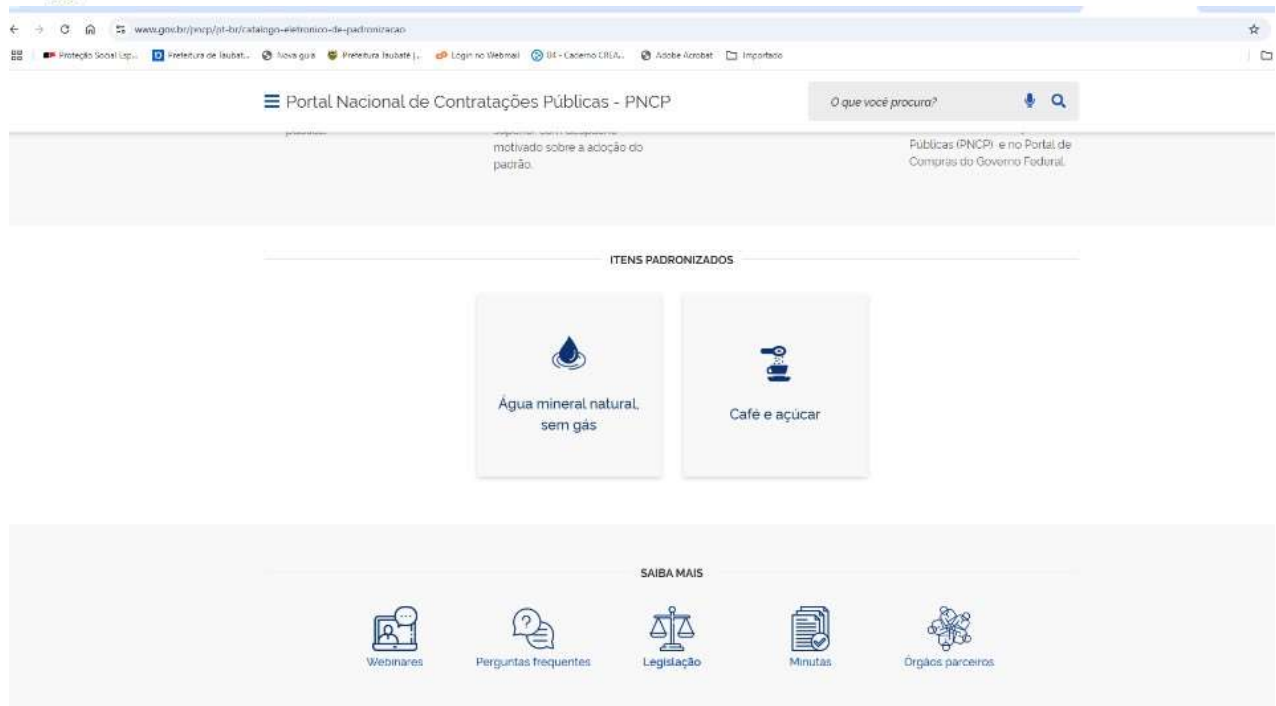 www.gov.br/pncp/pt-br/catalogo-eletronico-de-padronizacao
Proteção Social Esp... Prefeitura de Taubat... Nova guia Prefeitura Taubaté |... Login no Webmail 04 - Caderno CREA... Adobe Acrobat Importado
Portal Nacional de Contratações Públicas - PNCP
O que você procura?
motivado sobre a adoção do
padrão.
Públicas (PNCP) e no Portal de
Compras do Governo Federal.
ITENS PADRONIZADOS
Água mineral natural,
sem gás
Café e açúcar
SAIBA MAIS
Webinares Perguntas frequentes Legislação Minutas Órgãos parceiros